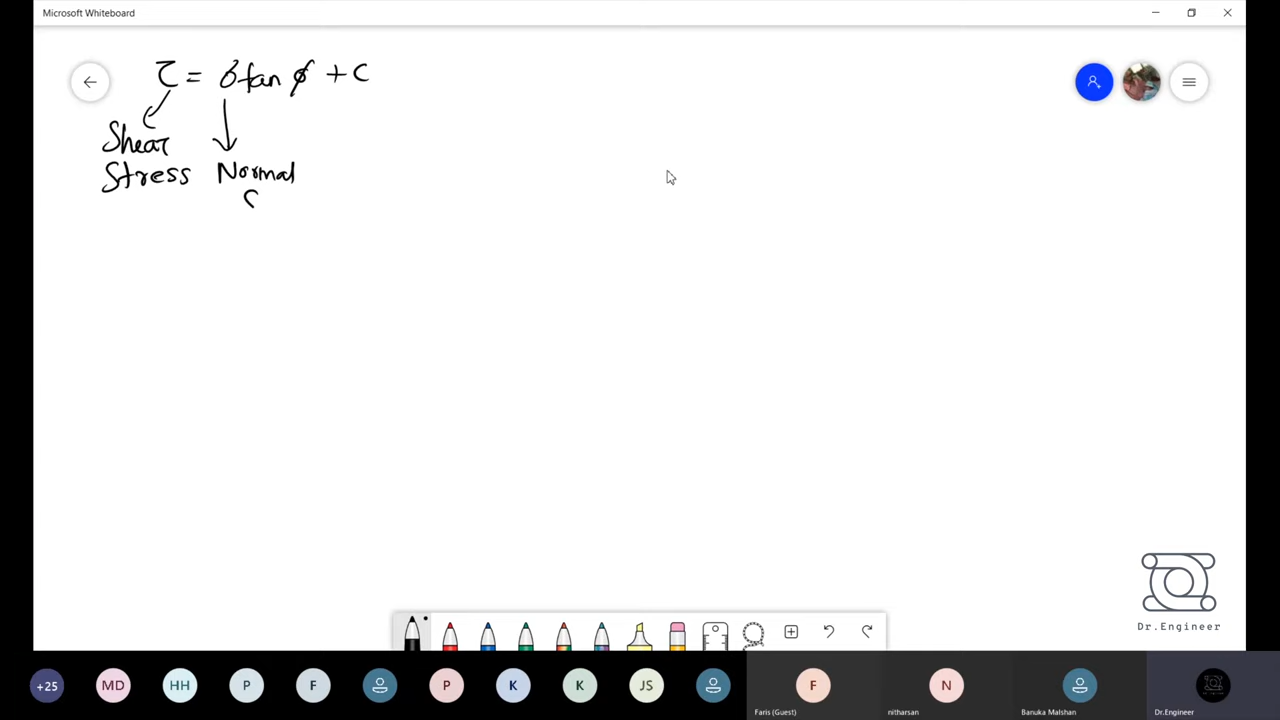 Microsoft Whiteboard
τ = σ tan φ + C
Shear
Stress Normal
S
Dr.Engineer
+25 MD HH P F P K K JS F N
Faris (Guest) nitharsan Banuka Malshan Dr.Engineer